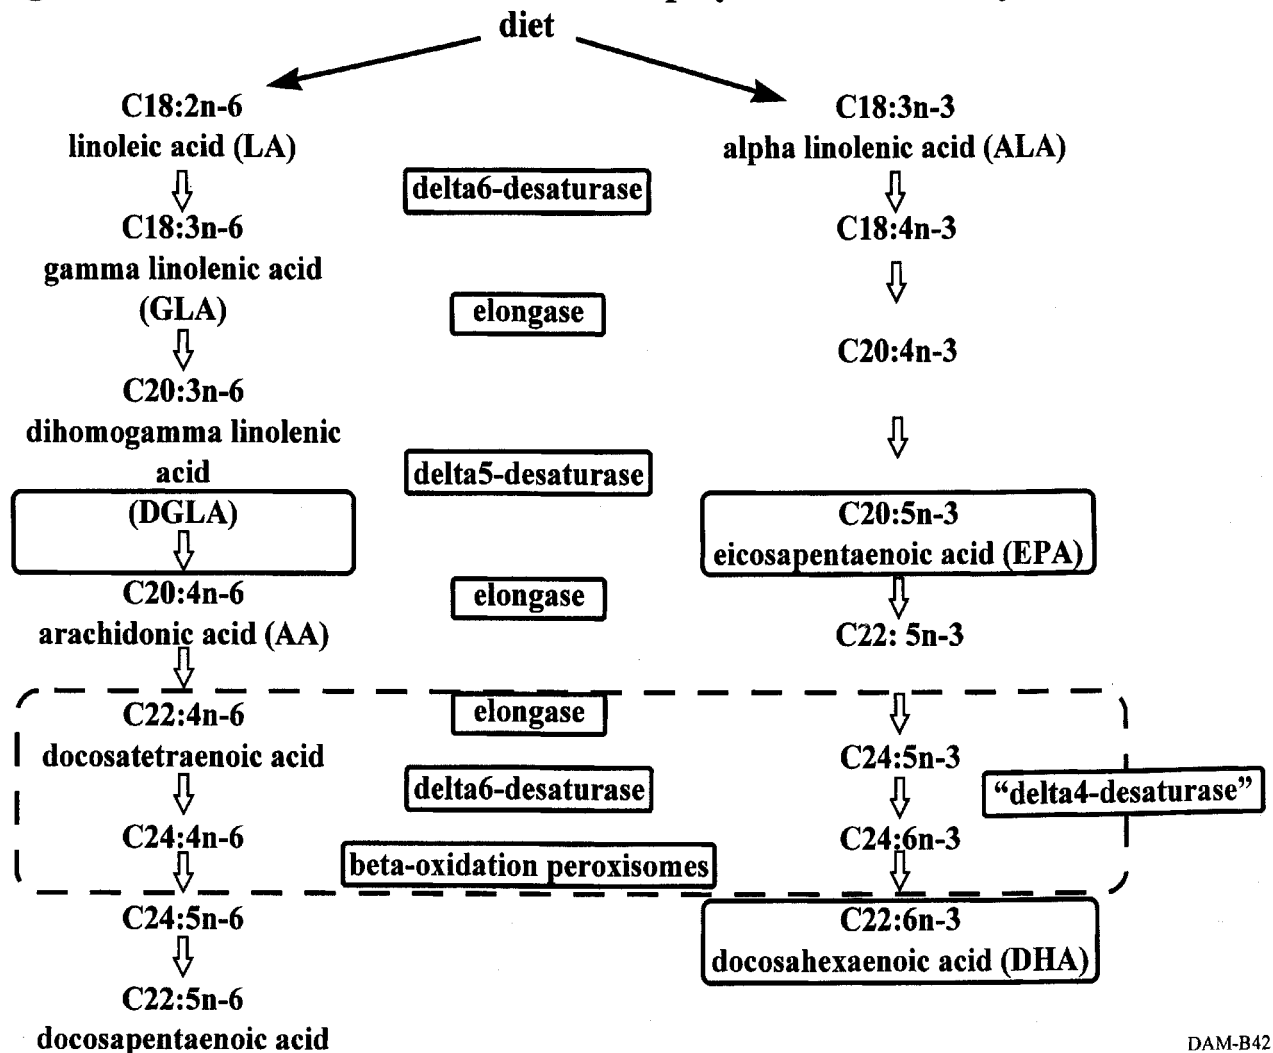 diet
C18:2n-6
linoleic acid (LA)
C18:3n-6
gamma linolenic acid
(GLA)
C20:3n-6
dihomogamma linolenic
acid
(DGLA)
C20:4n-6
arachidonic acid (AA)
C22:4n-6
docosatetraenoic acid
C24:4n-6
C24:5n-6
C22:5n-6
docosapentaenoic acid
delta6-desaturase
elongase
delta5-desaturase
elongase
elongase
delta6-desaturase
beta-oxidation peroxisomes
C18:3n-3
alpha linolenic acid (ALA)
C18:4n-3
C20:4n-3
C20:5n-3
eicosapentaenoic acid (EPA)
C22: 5n-3
C24:5n-3
C24:6n-3
C22:6n-3
docosahexaenoic acid (DHA)
“delta4-desaturase”
DAM-B42